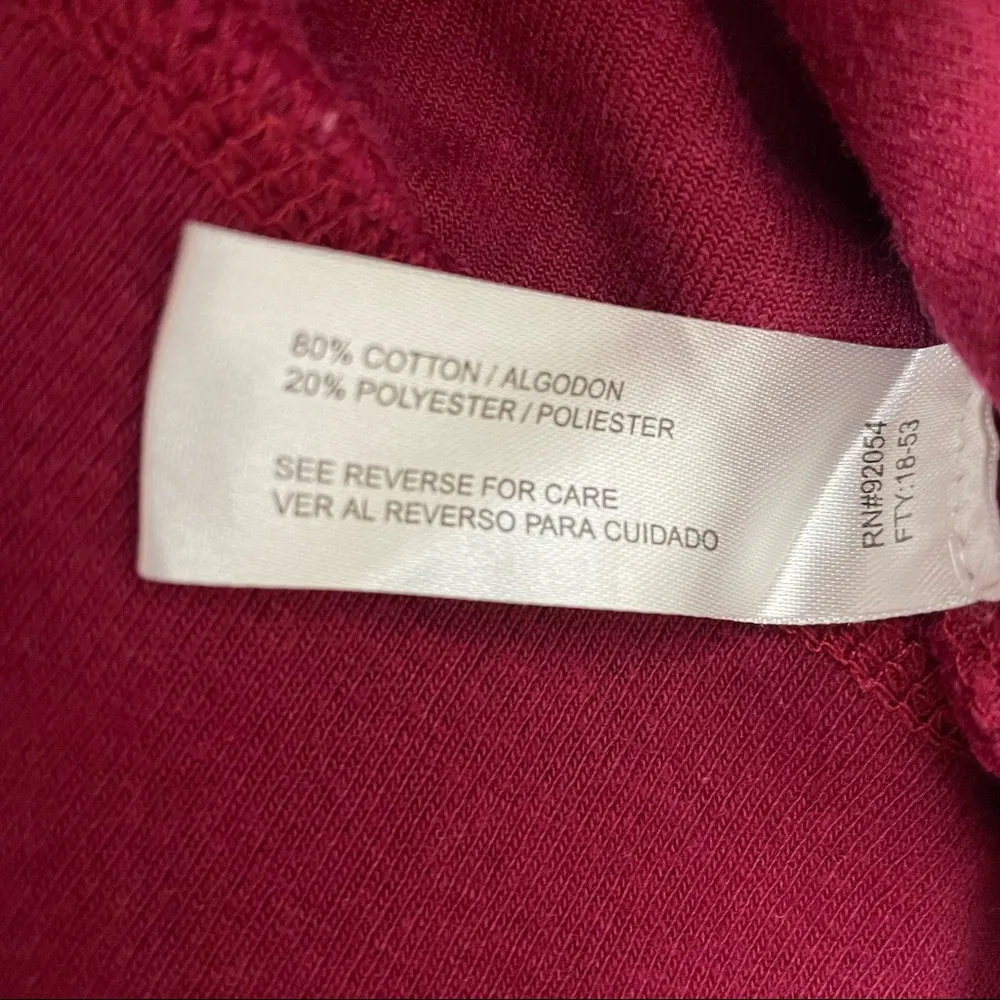 80% COTTON / ALGODON
20% POLYESTER / POLIESTER
SEE REVERSE FOR CARE
VER AL REVERSO PARA CUIDADO
RN#92054
FTY:18-53